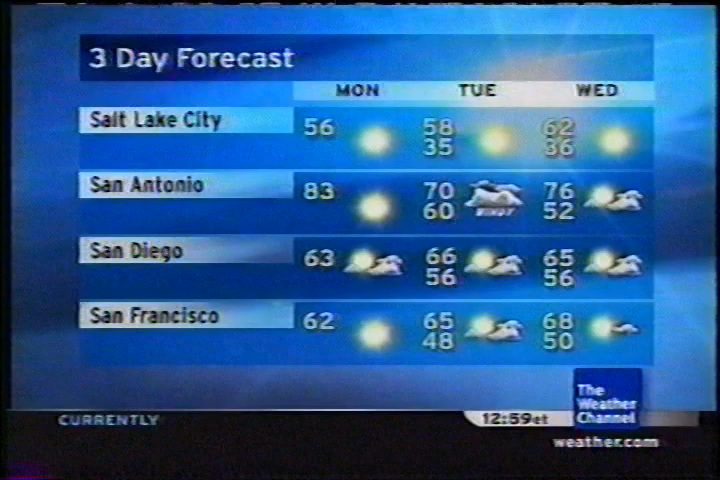 3 Day Forecast
MON TUE WED
Salt Lake City 56 58 62
35 36
San Antonio 83 70 76
60 WINDY 52
San Diego 63 66 65
56 56
San Francisco 62 65 68
48 50
The
Weather
Channel
CURRENTLY 12:59et
weather.com